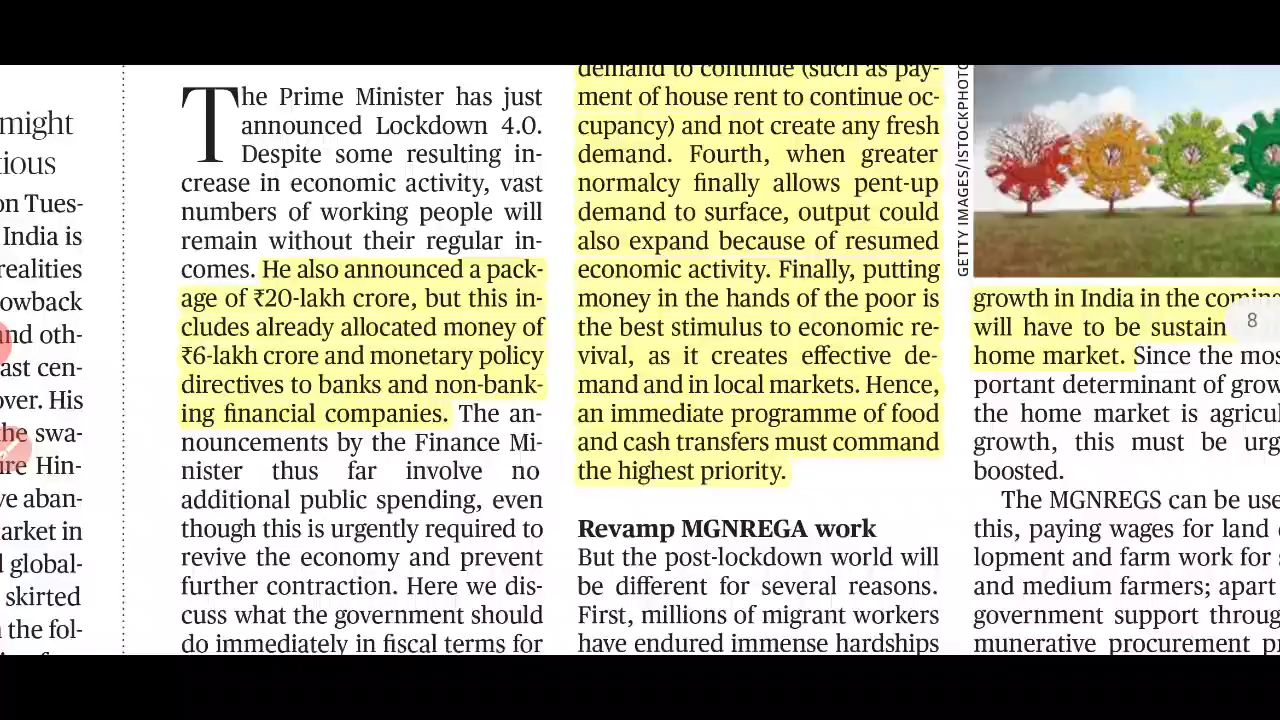 might
tious
on Tues-
India is
realities
owback
and oth-
ast cen-
over. His
the swa-
ire Hin-
ve aban-
arket in
d global-
skirted
n the fol-
The Prime Minister has just
announced Lockdown 4.0.
Despite some resulting in-
crease in economic activity, vast
numbers of working people will
remain without their regular in-
comes. He also announced a pack-
age of ₹20-lakh crore, but this in-
cludes already allocated money of
₹6-lakh crore and monetary policy
directives to banks and non-bank-
ing financial companies. The an-
nouncements by the Finance Mi-
nister thus far involve no
additional public spending, even
though this is urgently required to
revive the economy and prevent
further contraction. Here we dis-
cuss what the government should
do immediately in fiscal terms for
demand to continue (such as pay-
ment of house rent to continue oc-
cupancy) and not create any fresh
demand. Fourth, when greater
normalcy finally allows pent-up
demand to surface, output could
also expand because of resumed
economic activity. Finally, putting
money in the hands of the poor is
the best stimulus to economic re-
vival, as it creates effective de-
mand and in local markets. Hence,
an immediate programme of food
and cash transfers must command
the highest priority.
Revamp MGNREGA work
But the post-lockdown world will
be different for several reasons.
First, millions of migrant workers
have endured immense hardships
GETTY IMAGES/ISTOCKPHOTO
growth in India in the coming
will have to be sustain
home market. Since the mos
portant determinant of grow
the home market is agricul
growth, this must be urg
boosted.
The MGNREGS can be use
this, paying wages for land
lopment and farm work for
and medium farmers; apart
government support throug
munerative procurement pr
8